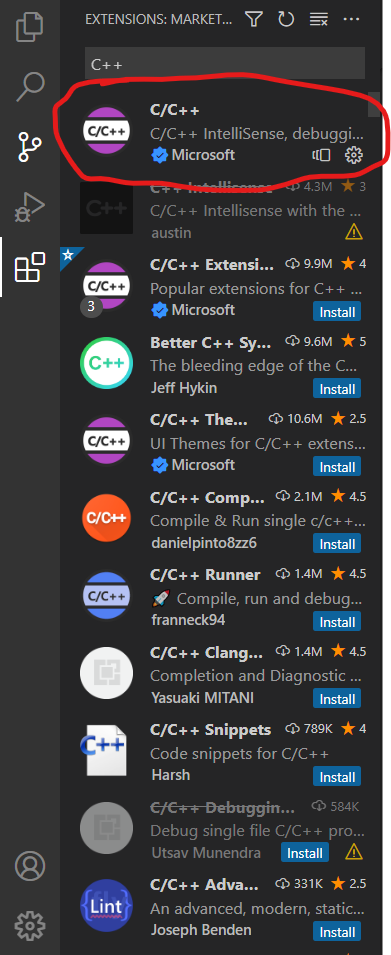 EXTENSIONS: MARKET...
C++
C/C++
C/C++
C/C++ IntelliSense, debuggi...
Microsoft
C++
C++ Intellisense 4.3M 3
C/C++ Intellisense with the ...
austin
3
C/C++ Extensi... 9.9M 4
Popular extensions for C++ ...
Microsoft Install
C++
Better C++ Sy... 9.6M 5
The bleeding edge of the C...
Jeff Hykin Install
C/C++
C/C++ The... 10.6M 2.5
UI Themes for C/C++ extens...
Microsoft Install
C/C++
C/C++ Comp... 2.1M 4.5
Compile & Run single c/c++...
danielpinto8zz6 Install
C/C++
C/C++ Runner 1.4M 4.5
🚀 Compile, run and debug...
franneck94 Install
C/C++ Clang... 1.4M 4.5
Completion and Diagnostic ...
Yasuaki MITANI Install
C++
C/C++ Snippets 789K 4
Code snippets for C/C++
Harsh Install
C/C++ Debuggin... 584K
Debug single file C/C++ pro...
Utsav Munendra Install
Lint
C/C++ Adva... 331K 2.5
An advanced, modern, static...
Joseph Benden Install